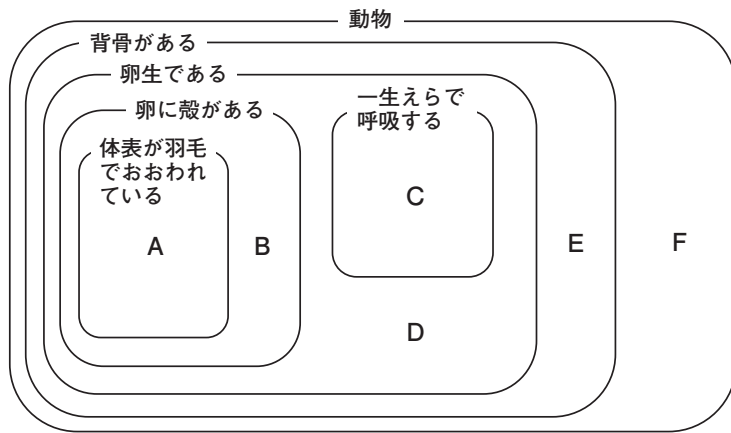 動物
背骨がある
卵生である
卵に殻がある
一生えらで
呼吸する
体表が羽毛
でおおわれ
ている
A
B
C
D
E
F